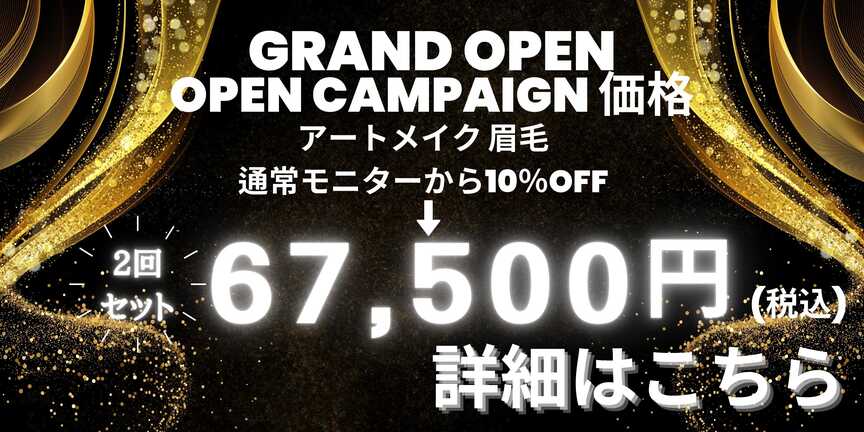 GRAND OPEN
OPEN CAMPAIGN 価格
アートメイク 眉毛
通常モニターから10%OFF
2回
セット
67,500円
(税込)
詳細はこちら